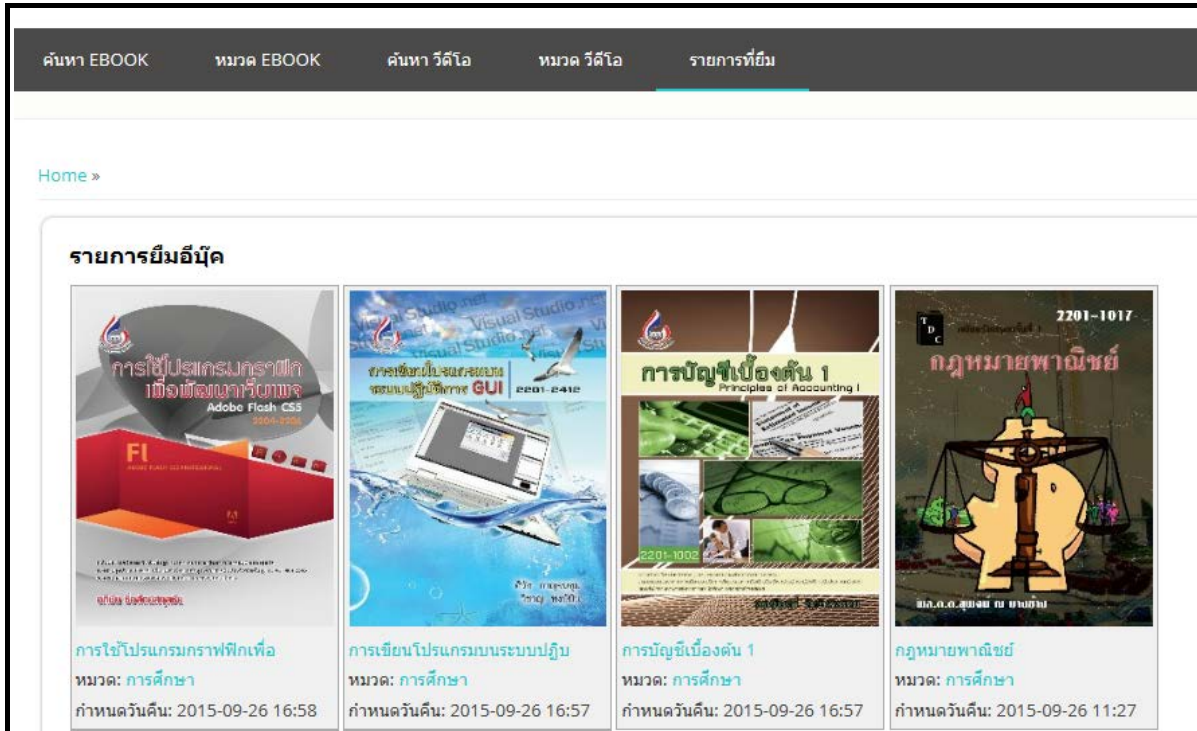 ค้นหา EBOOK หมวด EBOOK ค้นหา วีดีโอ หมวด วีดีโอ รายการที่ยืม
Home »
รายการยืมอีบุ๊ค
การใช้โปรแกรมกราฟิก
เพื่อพัฒนาเว็บเพจ
Adobe Flash CS5
FL
การเขียนโปรแกรมบน
ระบบปฏิบัติการ GUI 2201-2412
การบัญชีเบื้องต้น 1
Principles of Accounting I
2201-1002
TDC
2201-1017
กฎหมายพาณิชย์
การใช้โปรแกรมกราฟฟิกเพื่อ
หมวด: การศึกษา
กำหนดวันคืน: 2015-09-26 16:58
การเขียนโปรแกรมบนระบบปฏิบ
หมวด: การศึกษา
กำหนดวันคืน: 2015-09-26 16:57
การบัญชีเบื้องต้น 1
หมวด: การศึกษา
กำหนดวันคืน: 2015-09-26 16:57
กฎหมายพาณิชย์
หมวด: การศึกษา
กำหนดวันคืน: 2015-09-26 11:27